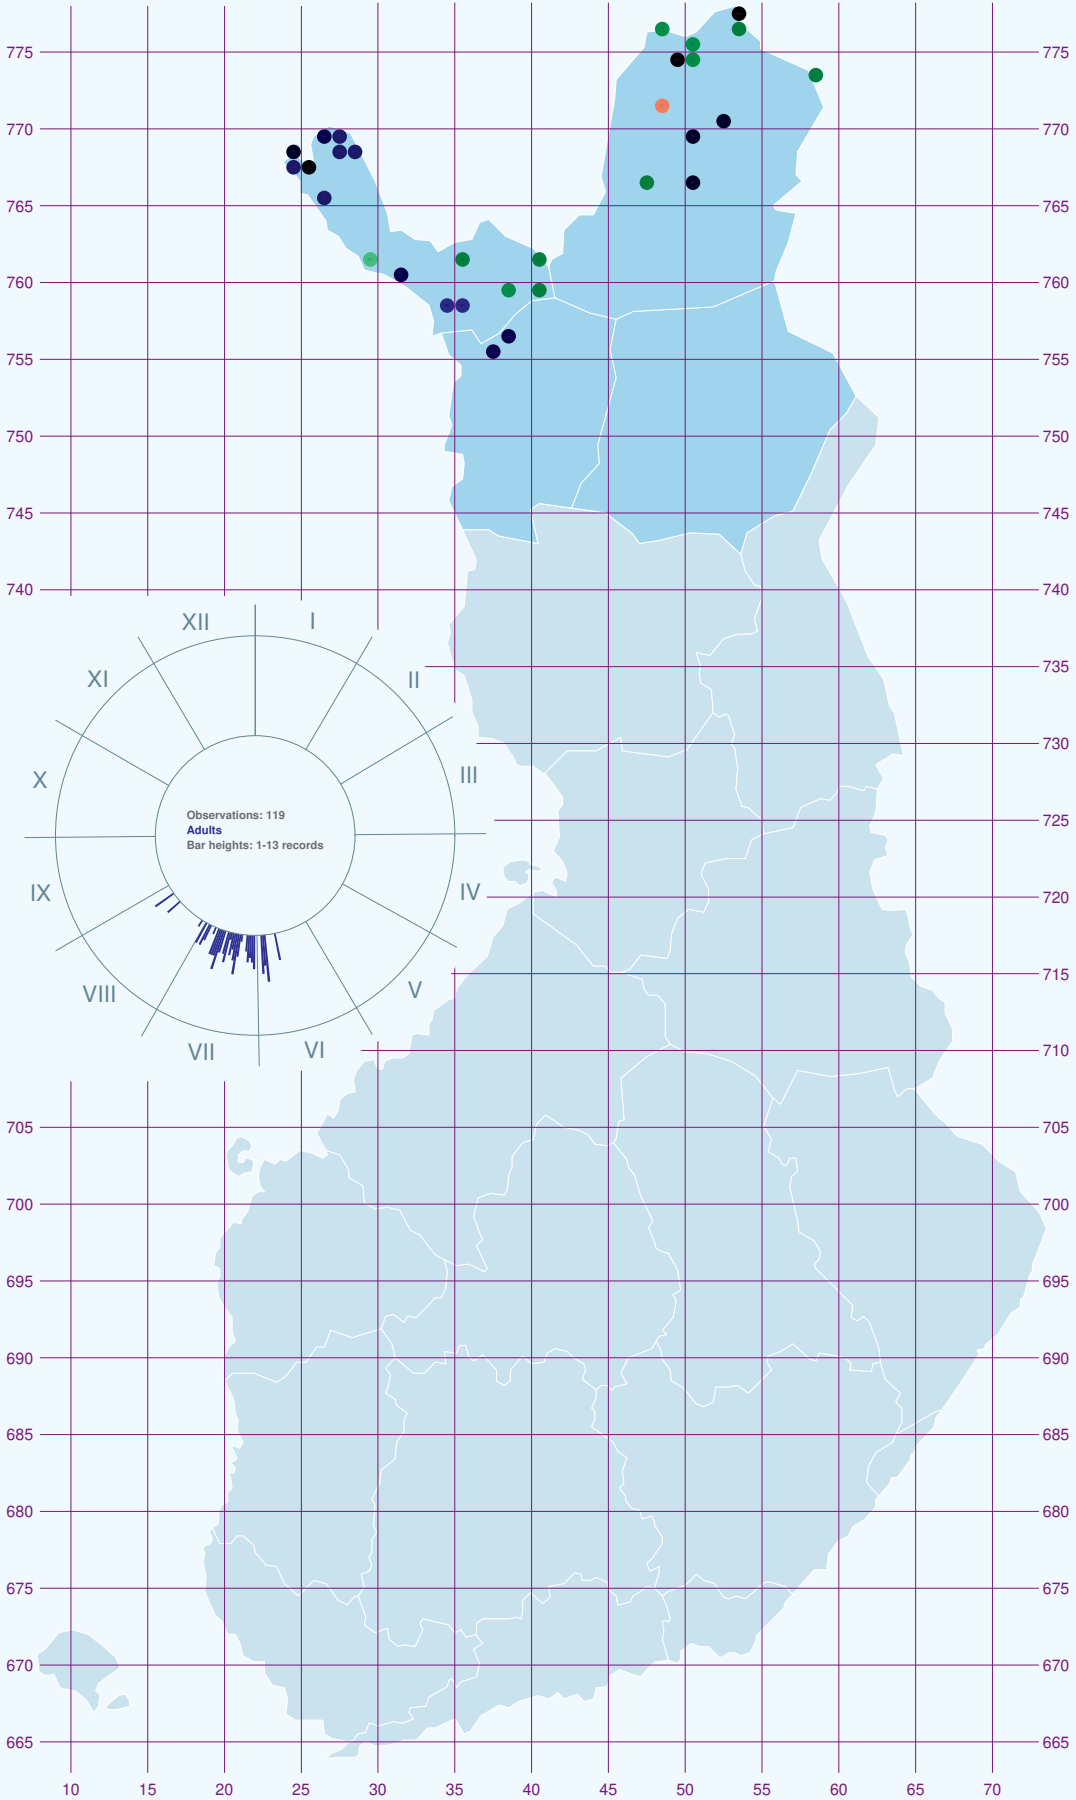 775 775
770 770
765 765
760 760
755 755
750 750
745 745
740 740
XII I
XI II
735 735
730
X III
Observations: 119
Adults
Bar heights: 1-13 records
725
IX IV
720
VIII V
715
VII VI
710
705 705
700 700
695 695
690 690
685 685
680 680
675 675
670 670
665 665
10 15 20 25 30 35 40 45 50 55 60 65 70